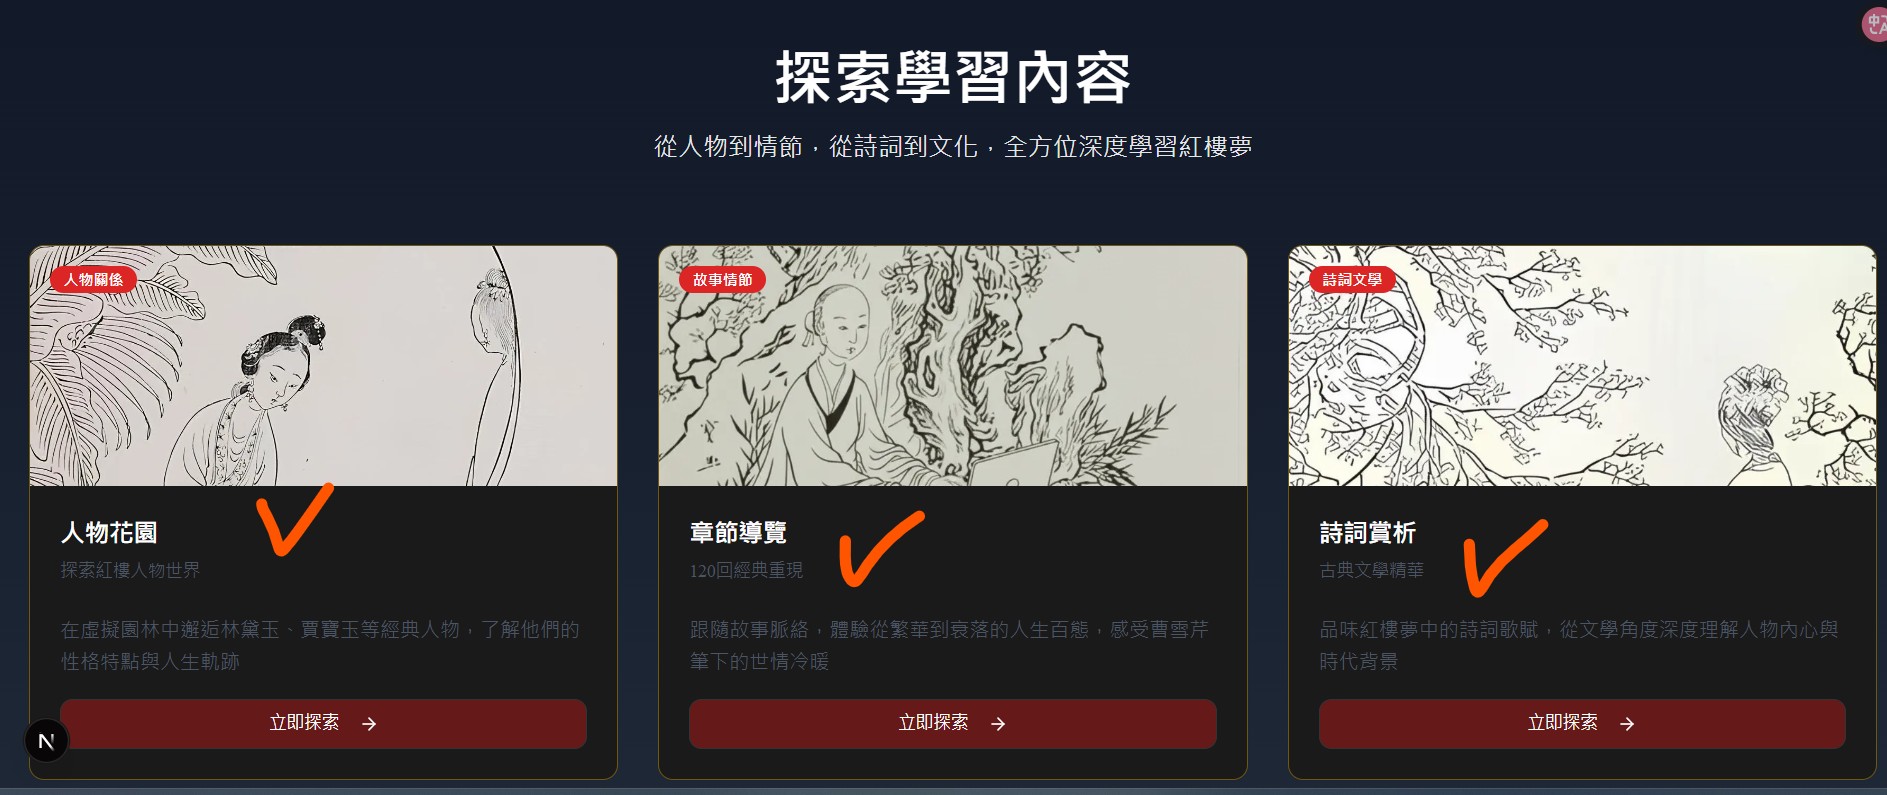 探索學習內容
從人物到情節，從詩詞到文化，全方位深度學習紅樓夢
人物關係
人物花園
探索紅樓人物世界
在虛擬園林中邂逅林黛玉、賈寶玉等經典人物，了解他們的
性格特點與人生軌跡
立即探索 →
故事情節
章節導覽
120回經典重現
跟隨故事脈絡，體驗從繁華到衰落的人生百態，感受曹雪芹
筆下的世情冷暖
立即探索 →
詩詞文學
詩詞賞析
古典文學精華
品味紅樓夢中的詩詞歌賦，從文學角度深度理解人物內心與
時代背景
立即探索 →
N
中
A